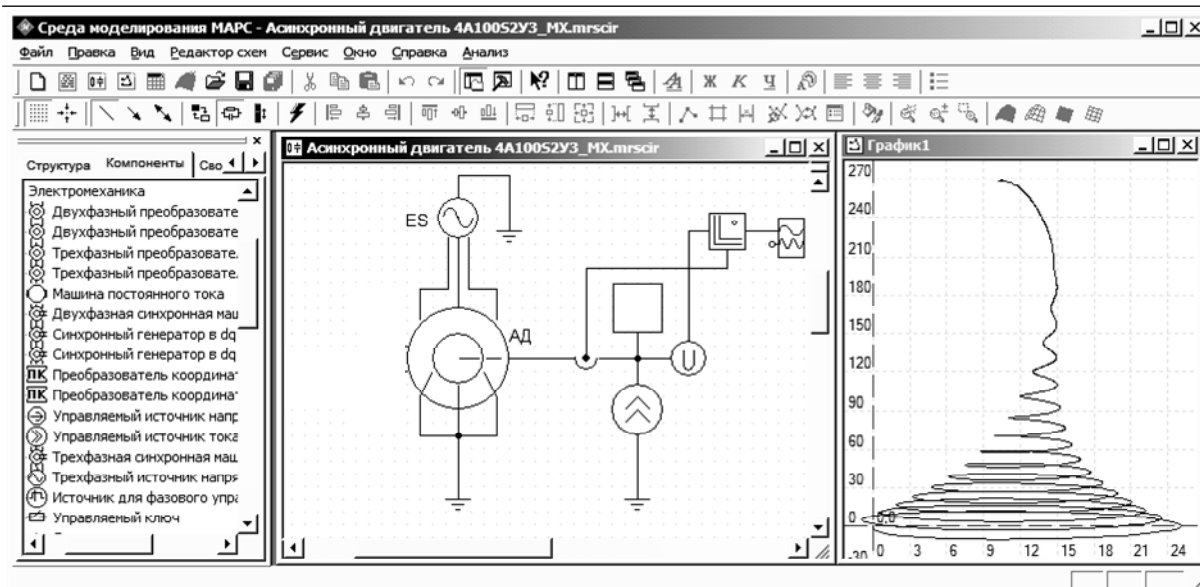 Среда моделирования МАРС - Асинхронный двигатель 4А100S2У3_МХ.mrscir
Файл Правка Вид Редактор схем Сервис Окно Справка Анализ
Ж К Ч
Структура Компоненты Сво
Электромеханика
Двухфазный преобразовате
Двухфазный преобразовате
Трехфазный преобразовате.
Трехфазный преобразовате.
Машина постоянного тока
Двухфазная синхронная маш
Синхронный генератор в dq
Синхронный генератор в dq
ПК Преобразователь координат
ПК Преобразователь координат
Управляемый источник напр
Управляемый источник тока
Трехфазная синхронная маш
Трехфазный источник напря
Источник для фазового упра
Управляемый ключ
Асинхронный двигатель 4А100S2У3_МХ.mrscir
ES
АД
U
График1
270
240
210
180
150
120
90
60
30
0 0,0
-30 0 3 6 9 12 15 18 21 24